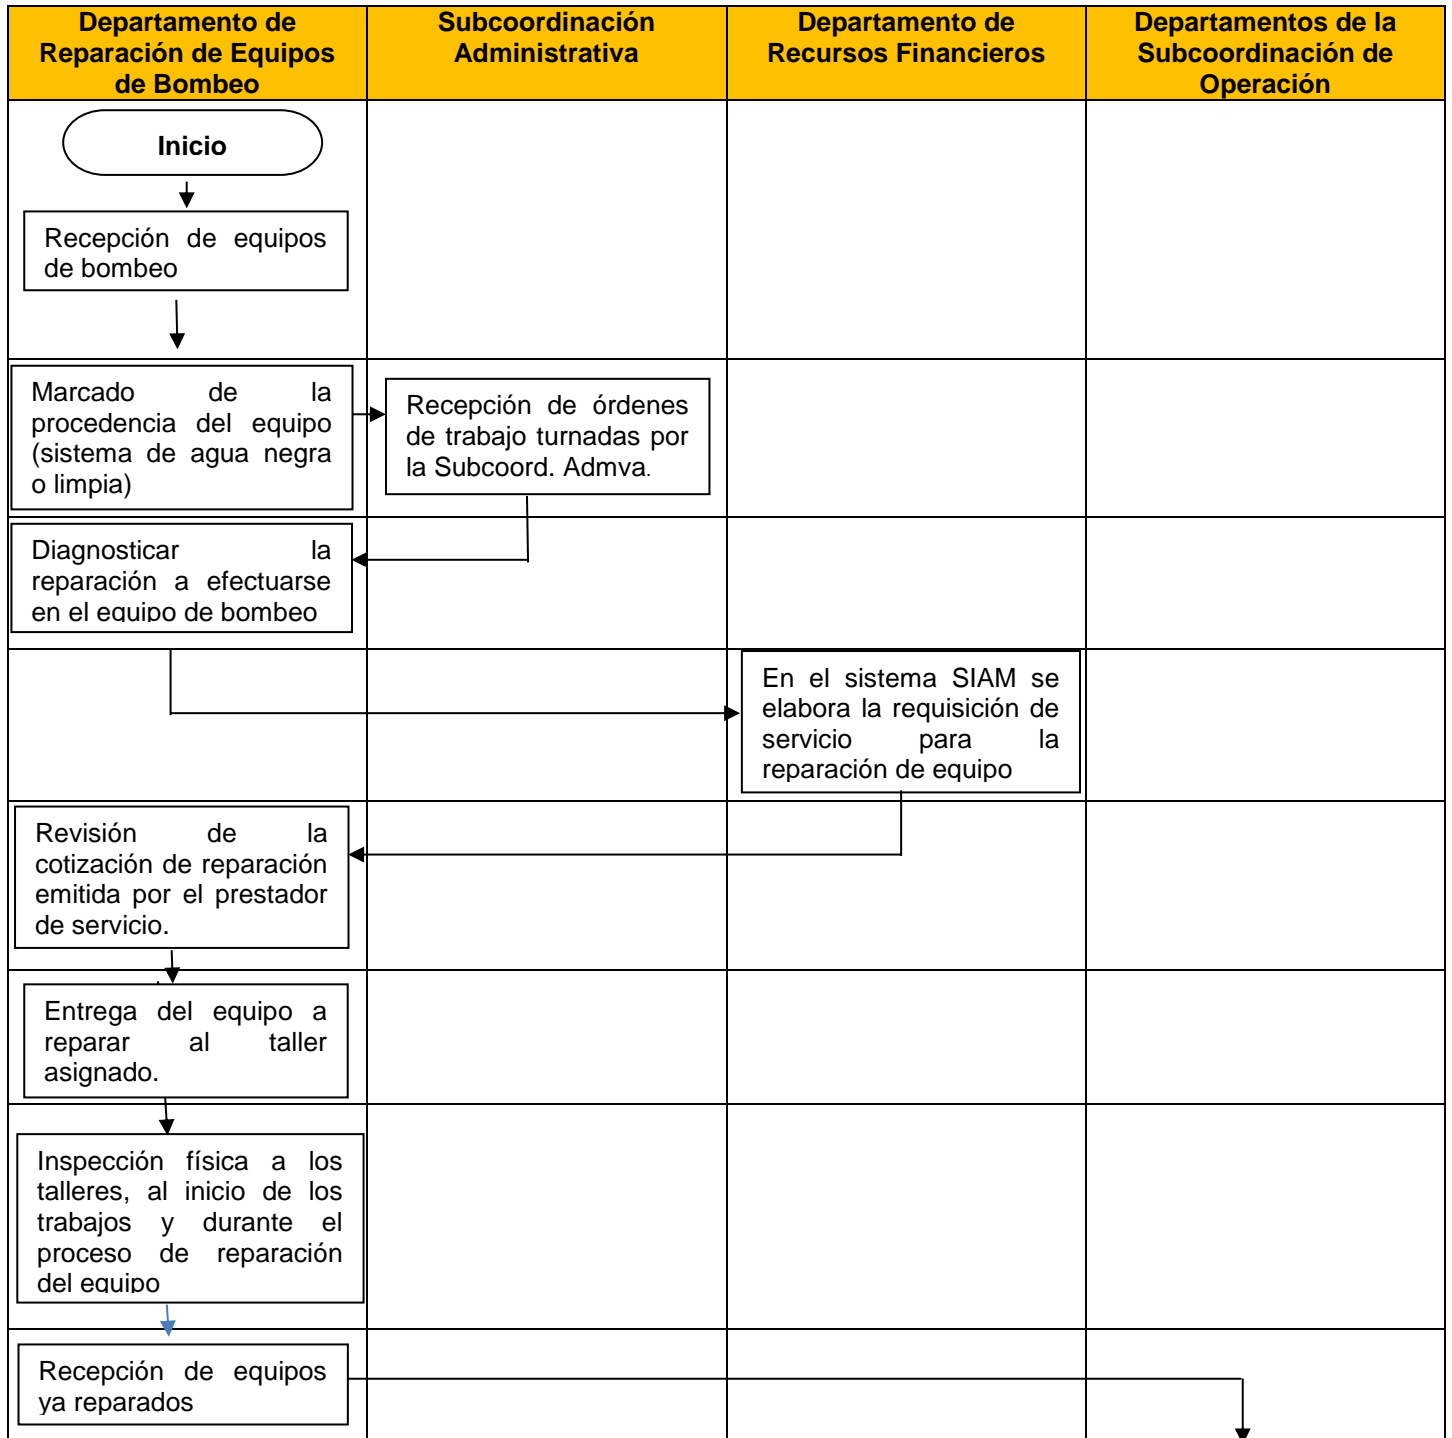 Departamento de
Reparación de Equipos
de Bombeo
Subcoordinación
Administrativa
Departamento de
Recursos Financieros
Departamentos de la
Subcoordinación de
Operación
Inicio
Recepción de equipos
de bombeo
Marcado de la
procedencia del equipo
(sistema de agua negra
o limpia)
Recepción de órdenes
de trabajo turnadas por
la Subcoord. Admva.
Diagnosticar la
reparación a efectuarse
en el equipo de bombeo
En el sistema SIAM se
elabora la requisición de
servicio para la
reparación de equipo
Revisión de la
cotización de reparación
emitida por el prestador
de servicio.
Entrega del equipo a
reparar al taller
asignado.
Inspección física a los
talleres, al inicio de los
trabajos y durante el
proceso de reparación
del equipo
Recepción de equipos
ya reparados